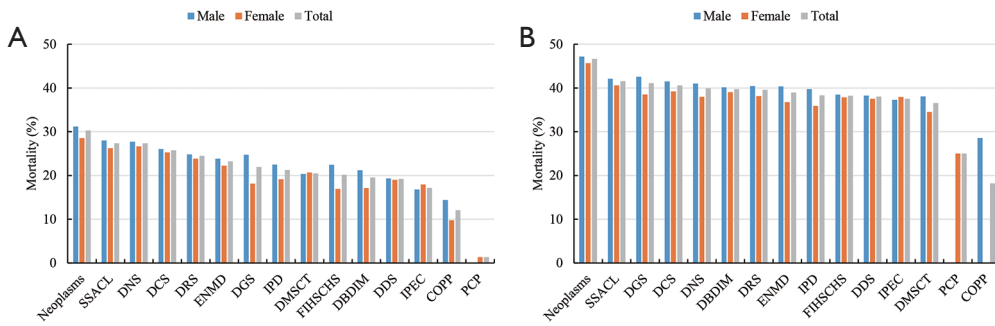 A
Male Female Total
Mortality (%)
50
40
30
20
10
0
Neoplasms
SSACL
DNS
DCS
DRS
ENMD
DGS
IPD
DMSCT
FIHSCHS
DBDIM
DDS
IPEC
COPP
PCP
B
Male Female Total
Mortality (%)
50
40
30
20
10
0
Neoplasms
SSACL
DGS
DCS
DNS
DBDIM
DRS
ENMD
IPD
FIHSCHS
DDS
IPEC
DMSCT
PCP
COPP